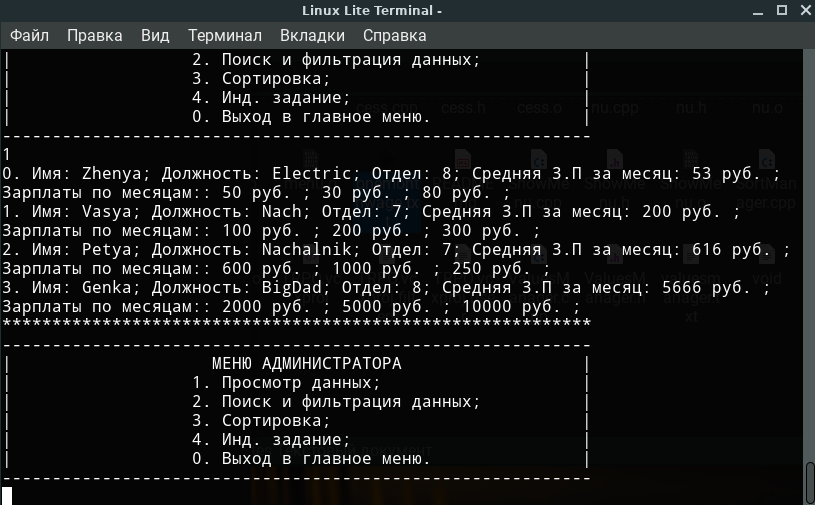 Linux Lite Terminal -
Файл Правка Вид Терминал Вкладки Справка
| 2. Поиск и фильтрация данных; |
| 3. Сортировка; |
| 4. Инд. задание; |
| 0. Выход в главное меню. |
-----------------------------------------------------------
1
0. Имя: Zhenya; Должность: Electric; Отдел: 8; Средняя З.П за месяц: 53 руб. ;
Зарплаты по месяцам:: 50 руб. ; 30 руб. ; 80 руб. ;
1. Имя: Vasya; Должность: Nach; Отдел: 7; Средняя З.П за месяц: 200 руб. ;
Зарплаты по месяцам:: 100 руб. ; 200 руб. ; 300 руб. ;
2. Имя: Petya; Должность: Nachalnik; Отдел: 7; Средняя З.П за месяц: 616 руб. ;
Зарплаты по месяцам:: 600 руб. ; 1000 руб. ; 250 руб. ;
3. Имя: Genka; Должность: BigDad; Отдел: 8; Средняя З.П за месяц: 5666 руб. ;
Зарплаты по месяцам:: 2000 руб. ; 5000 руб. ; 10000 руб. ;
***********************************************************
-----------------------------------------------------------
| МЕНЮ АДМИНИСТРАТОРА |
| 1. Просмотр данных; |
| 2. Поиск и фильтрация данных; |
| 3. Сортировка; |
| 4. Инд. задание; |
| 0. Выход в главное меню. |
-----------------------------------------------------------